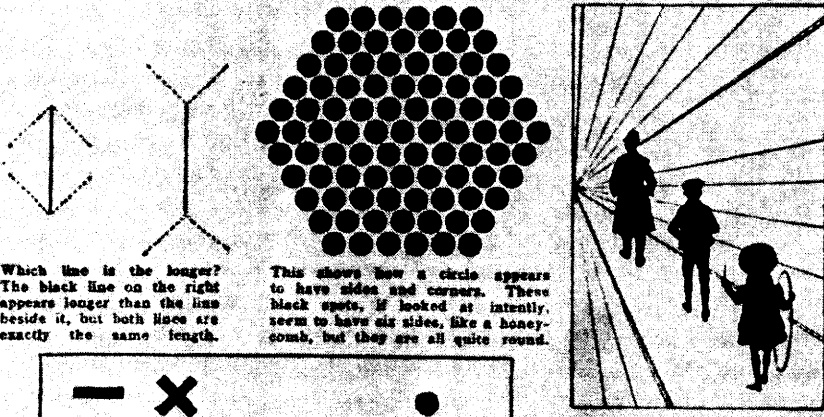 Which line is the longer?
The black line on the right
appears longer than the line
beside it, but both lines are
exactly the same length.
This shows how a circle appears
to have sides and corners. These
black spots, if looked at intently,
seem to have six sides, like a honey-
comb, but they are all quite round.